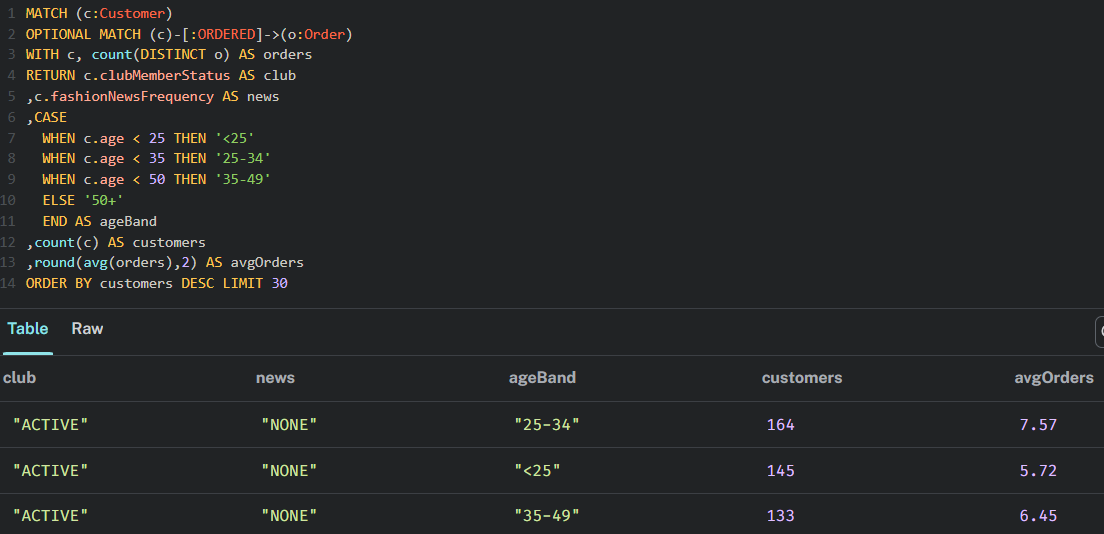 1 MATCH (c:Customer)
2 OPTIONAL MATCH (c)-[:ORDERED]->(o:Order)
3 WITH c, count(DISTINCT o) AS orders
4 RETURN c.clubMemberStatus AS club
5 ,c.fashionNewsFrequency AS news
6 ,CASE
7   WHEN c.age < 25 THEN '<25'
8   WHEN c.age < 35 THEN '25-34'
9   WHEN c.age < 50 THEN '35-49'
10   ELSE '50+'
11   END AS ageBand
12 ,count(c) AS customers
13 ,round(avg(orders),2) AS avgOrders
14 ORDER BY customers DESC LIMIT 30
Table Raw
club news ageBand customers avgOrders
"ACTIVE" "NONE" "25-34" 164 7.57
"ACTIVE" "NONE" "<25" 145 5.72
"ACTIVE" "NONE" "35-49" 133 6.45